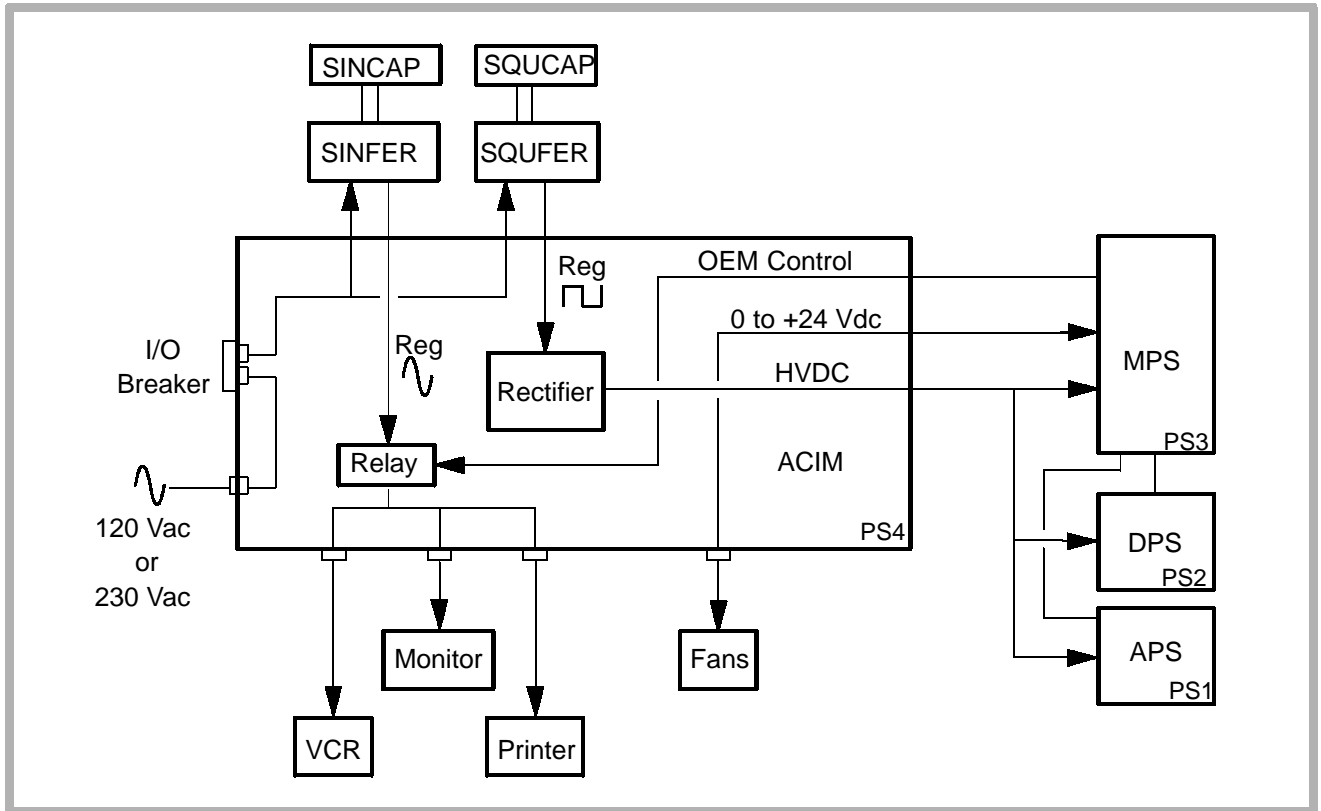 SINCAP
SQUCAP
SINFER
SQUFER
OEM Control
Reg
0 to +24 Vdc
I/O
Breaker
Reg
MPS
HVDC
Rectifier
PS3
Relay
ACIM
120 Vac
or
230 Vac
PS4
DPS
PS2
Monitor
Fans
APS
PS1
VCR
Printer